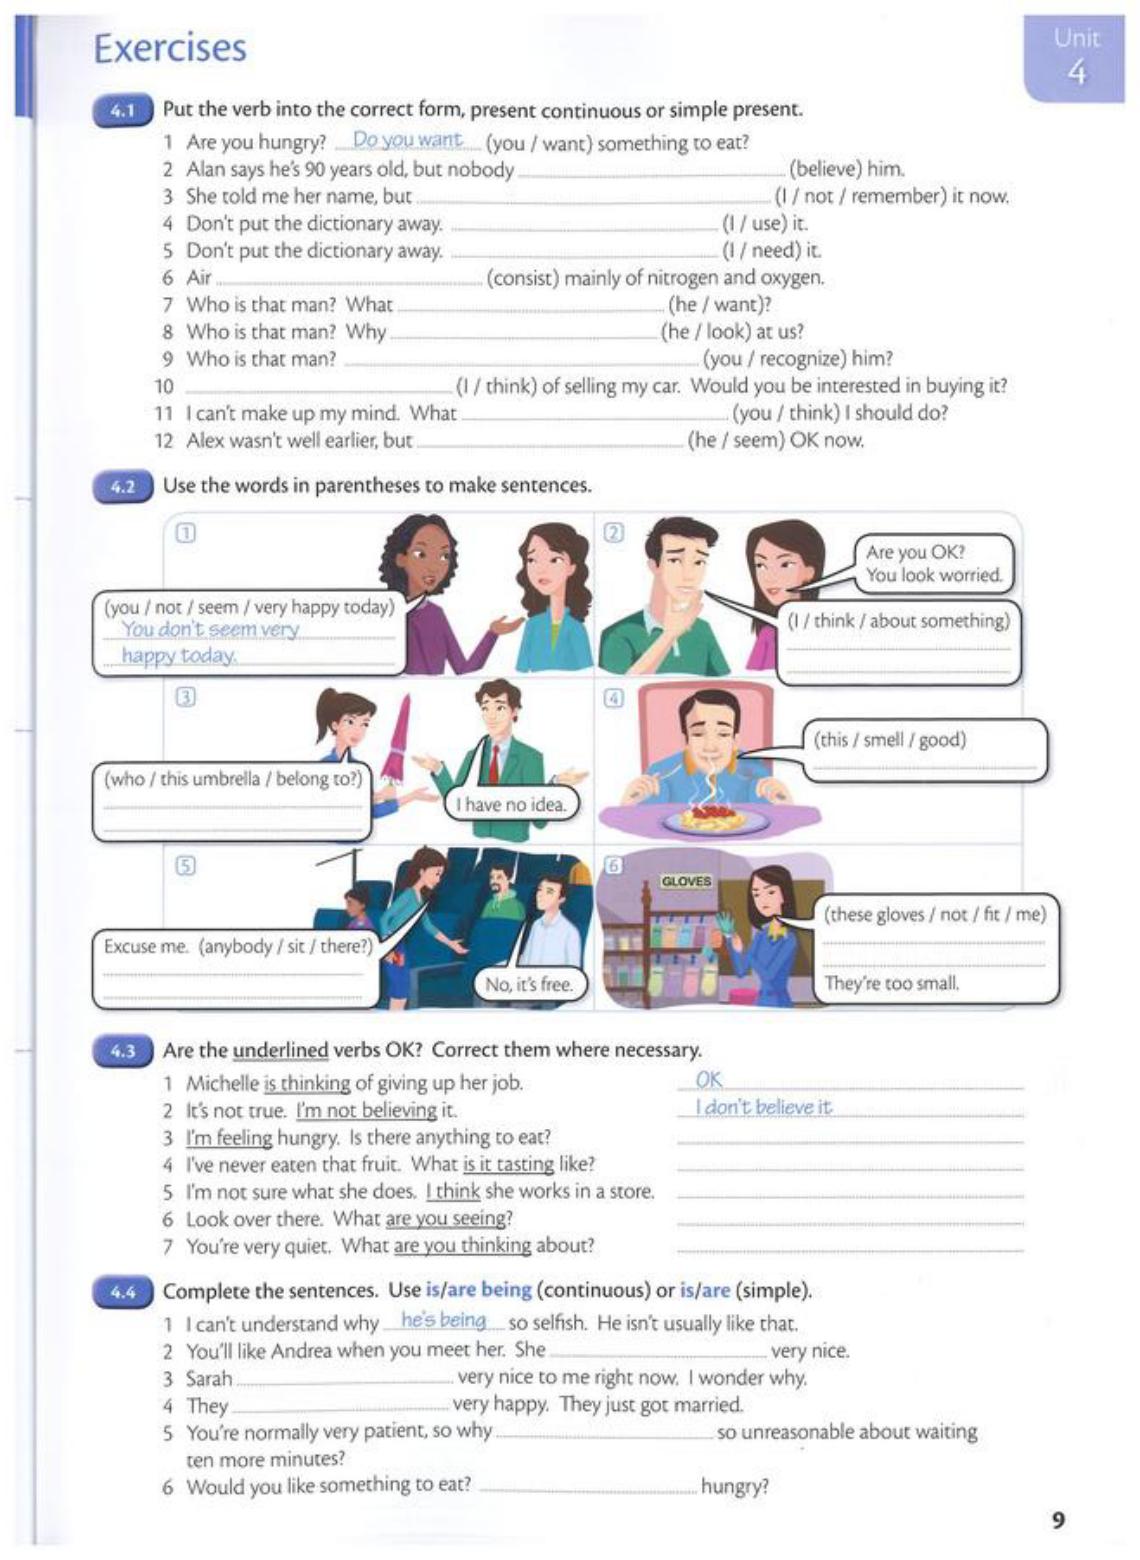 Exercises
Unit
4
4.1 Put the verb into the correct form, present continuous or simple present.
1 Are you hungry? Do you want (you / want) something to eat?
2 Alan says he's 90 years old, but nobody (believe) him.
3 She told me her name, but (I / not / remember) it now.
4 Don't put the dictionary away. (I / use) it.
5 Don't put the dictionary away. (I / need) it.
6 Air (consist) mainly of nitrogen and oxygen.
7 Who is that man? What (he / want)?
8 Who is that man? Why (he / look) at us?
9 Who is that man? (you / recognize) him?
10 (I / think) of selling my car. Would you be interested in buying it?
11 I can't make up my mind. What (you / think) I should do?
12 Alex wasn't well earlier, but (he / seem) OK now.
4.2 Use the words in parentheses to make sentences.
1
(you / not / seem / very happy today)
You don't seem very
happy today.
2
Are you OK?
You look worried.
(I / think / about something)
3
(who / this umbrella / belong to?)
I have no idea.
4
(this / smell / good)
5
Excuse me. (anybody / sit / there?)
No, it's free.
6
GLOVES
(these gloves / not / fit / me)
They're too small.
4.3 Are the underlined verbs OK? Correct them where necessary.
1 Michelle is thinking of giving up her job. OK
2 It's not true. I'm not believing it. I don't believe it
3 I'm feeling hungry. Is there anything to eat?
4 I've never eaten that fruit. What is it tasting like?
5 I'm not sure what she does. I think she works in a store.
6 Look over there. What are you seeing?
7 You're very quiet. What are you thinking about?
4.4 Complete the sentences. Use is/are being (continuous) or is/are (simple).
1 I can't understand why he's being so selfish. He isn't usually like that.
2 You'll like Andrea when you meet her. She very nice.
3 Sarah very nice to me right now. I wonder why.
4 They very happy. They just got married.
5 You're normally very patient, so why so unreasonable about waiting
ten more minutes?
6 Would you like something to eat? hungry?
9